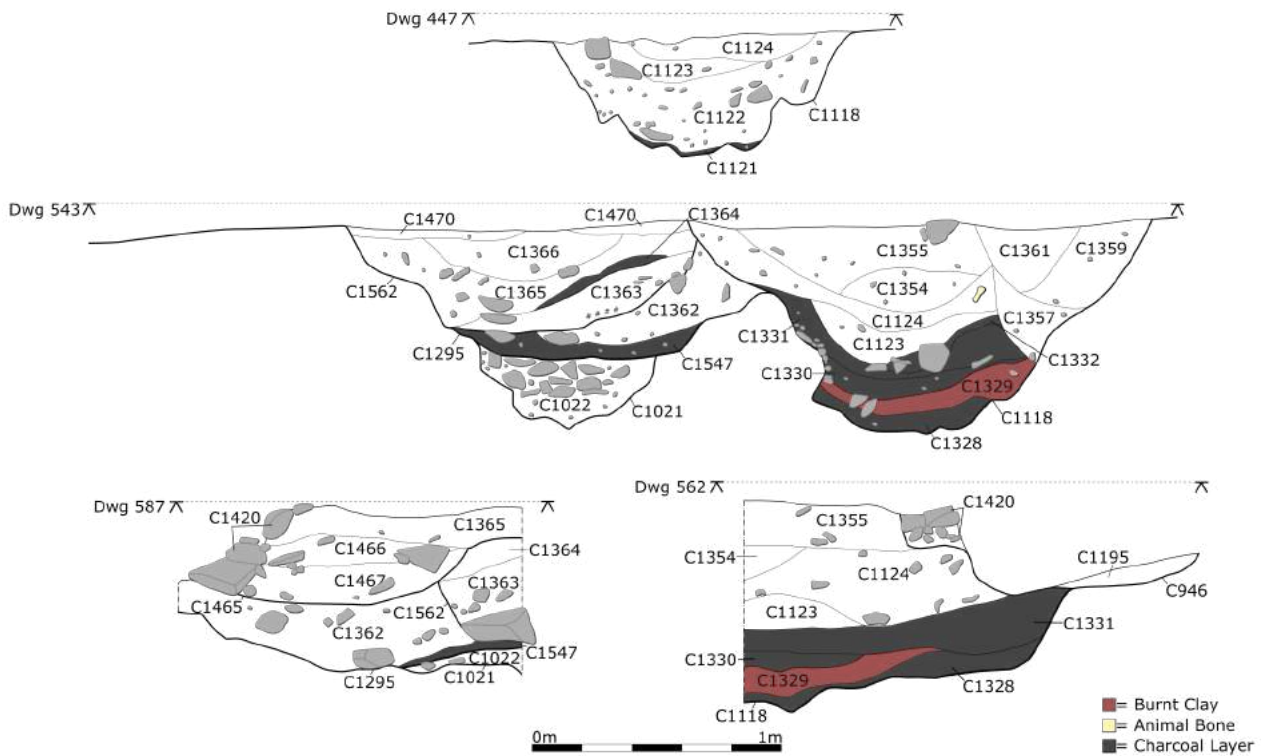 Dwg 447
C1124
C1123
C1122
C1118
C1121
Dwg 543
C1470 C1470 C1364
C1366 C1355 C1361 C1359
C1562 C1365 C1363 C1354
C1362 C1124 C1357
C1331 C1123
C1295 C1547 C1332
C1330 C1329
C1022 C1021 C1118
C1328
Dwg 587
C1420 C1365
C1466 C1364
C1467 C1363
C1465 C1562
C1362
C1022 C1547
C1295 C1021
Dwg 562
C1420
C1355
C1354 C1124 C1195
C946
C1123
C1331
C1330
C1329 C1328
C1118
0m 1m
= Burnt Clay
= Animal Bone
= Charcoal Layer